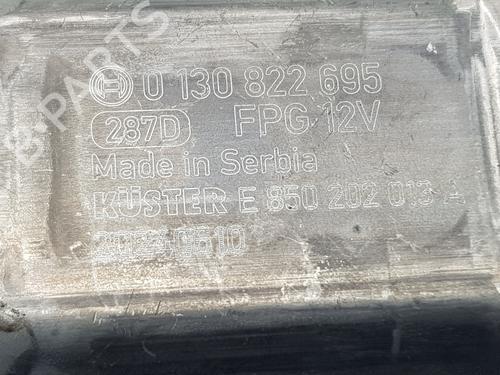 0 130 822 695
287D FPG 12V
Made in Serbia
KÜSTER E 850 202 013 A
B-PARTS